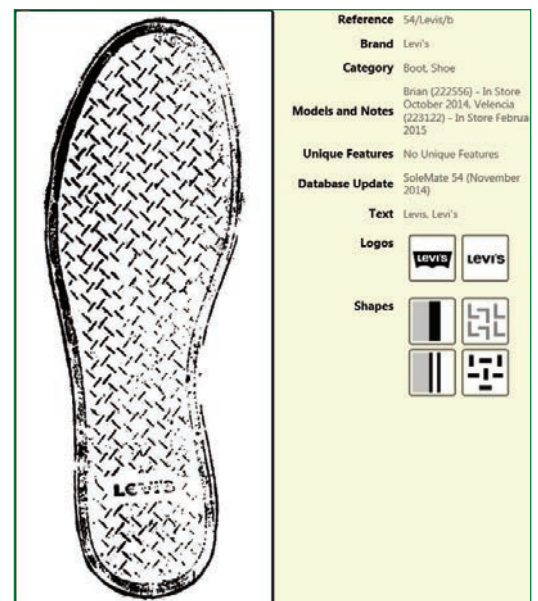 Reference 54/Levis/b
Brand Levi's
Category Boot, Shoe
Models and Notes Brian (222556) - In Store
October 2014, Velencia
(223122) - In Store Februa
2015
Unique Features No Unique Features
Database Update SoleMate 54 (November
2014)
Text Levis, Levi's
Logos
LEVI'S LEVI'S
Shapes
LEVI'S